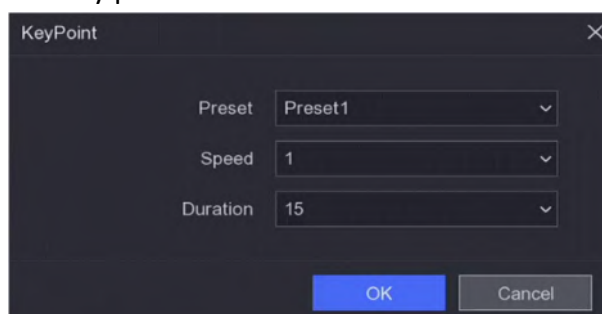 KeyPoint
Preset Preset1
Speed 1
Duration 15
OK Cancel